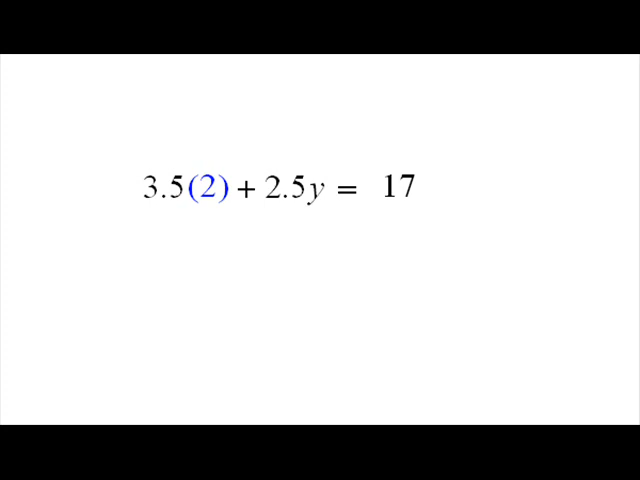 3.5(2) + 2.5y = 17